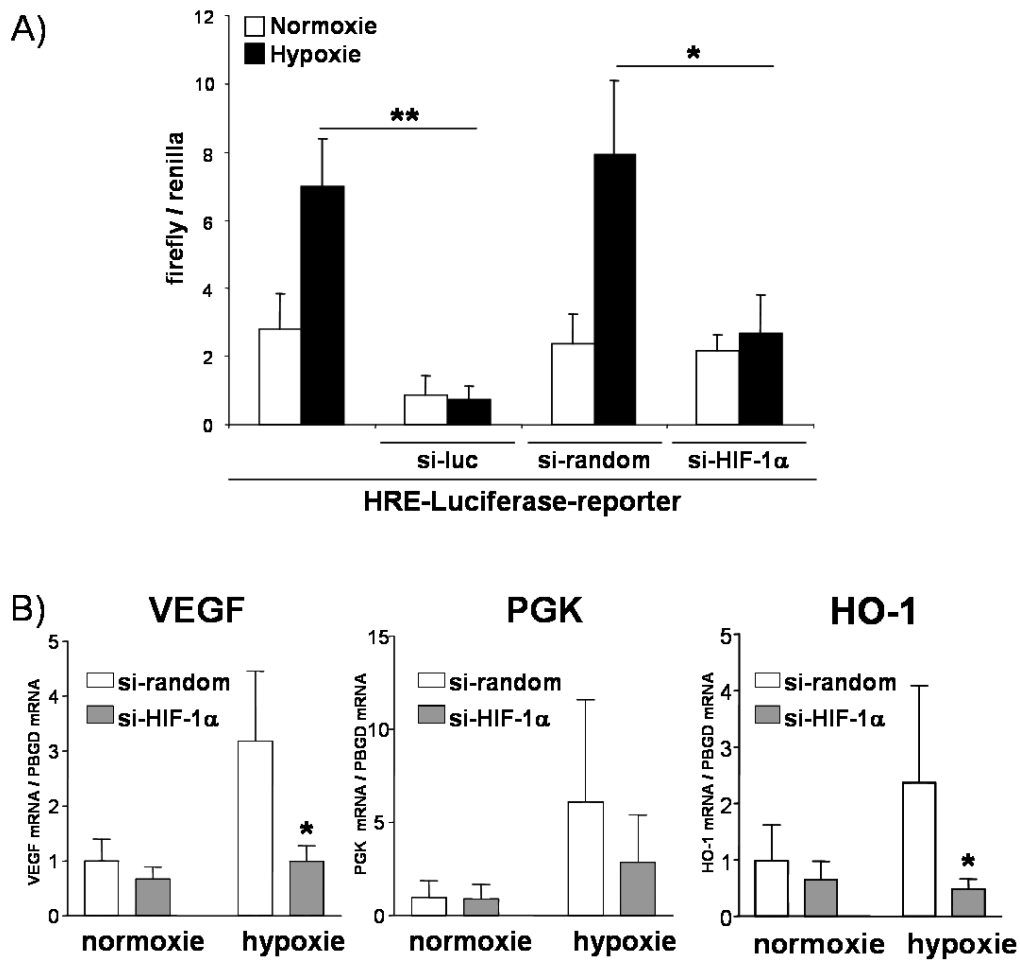 A)
Normoxie
Hypoxie
firefly / renilla
12
10
8
6
4
2
0
**
*
si-luc
si-random
si-HIF-1α
HRE-Luciferase-reporter
B)
VEGF
VEGF mRNA / PBGD mRNA
5
4
3
2
1
0
si-random
si-HIF-1α
*
normoxie
hypoxie
PGK
PGK mRNA / PBGD mRNA
15
10
5
0
si-random
si-HIF-1α
normoxie
hypoxie
HO-1
HO-1 mRNA / PBGD mRNA
5
4
3
2
1
0
si-random
si-HIF-1α
*
normoxie
hypoxie